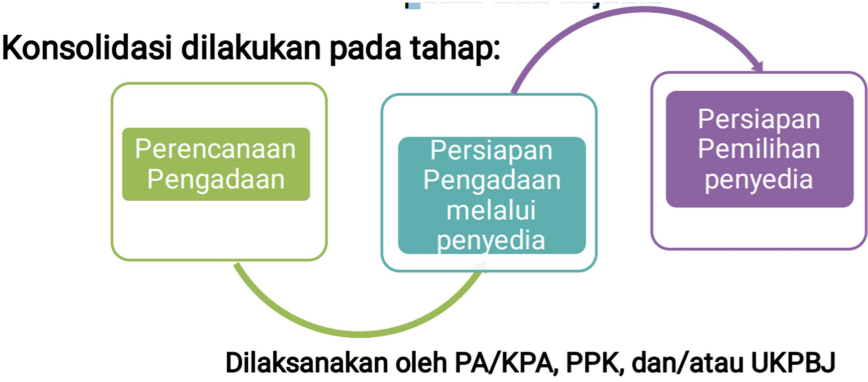 Konsolidasi dilakukan pada tahap:
Perencanaan
Pengadaan
Persiapan
Pengadaan
melalui
penyedia
Persiapan
Pemilihan
penyedia
Dilaksanakan oleh PA/KPA, PPK, dan/atau UKPBJ